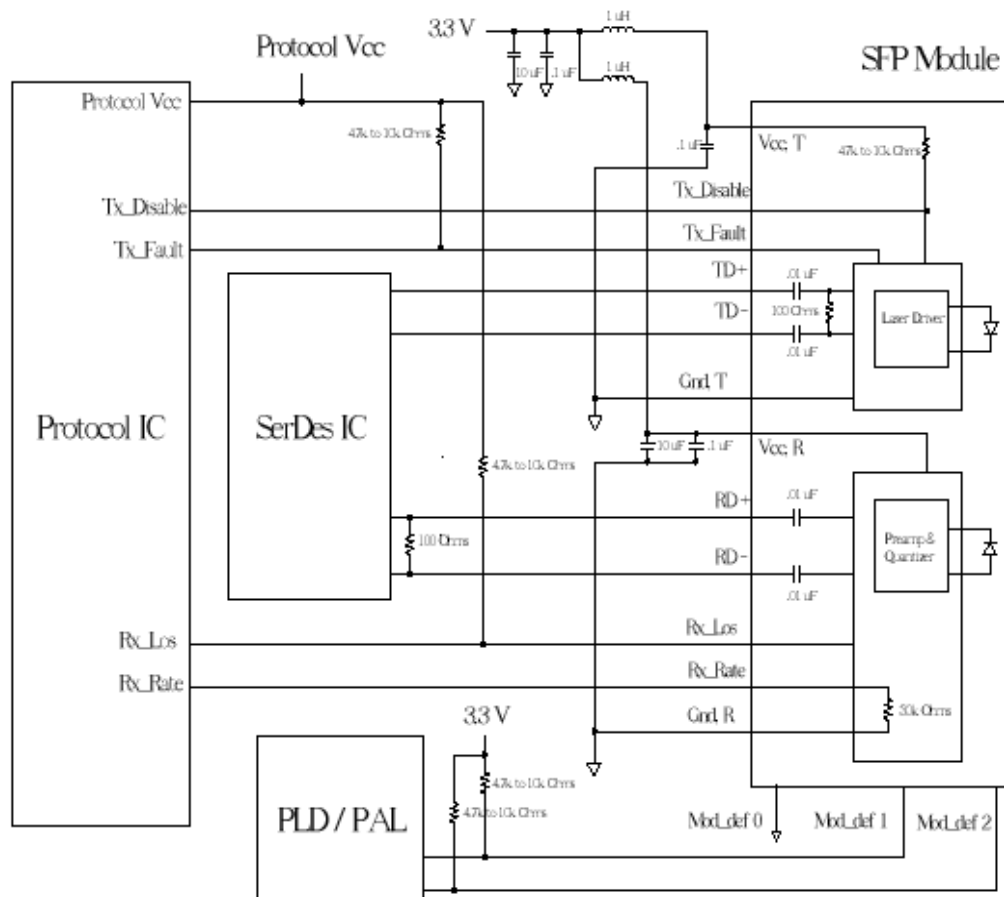 3.3 V
.1 uH
Protocol Vcc
10 uF
.1 uF
1 uH
SFP Module
Protocol Vcc
4.7k to 10k Ohms
.1 uF
Vcc, T
4.7k to 10k Ohms
Tx_Disable
Tx_Disable
Tx_Fault
Tx_Fault
TD+
.01 uF
TD-
100 Ohms
Laser Driver
.01 uF
Gnd, T
Protocol IC
SerDes IC
10 uF
.1 uF
Vcc, R
4.7k to 10k Ohms
.01 uF
RD+
100 Ohms
Preamp &
Quantizer
RD-
.01 uF
Rx_Los
Rx_Los
Rx_Rate
Rx_Rate
Gnd, R
30k Ohms
3.3 V
4.7k to 10k Ohms
4.7k to 10k Ohms
PLD / PAL
Mod_def 0
Mod_def 1
Mod_def 2